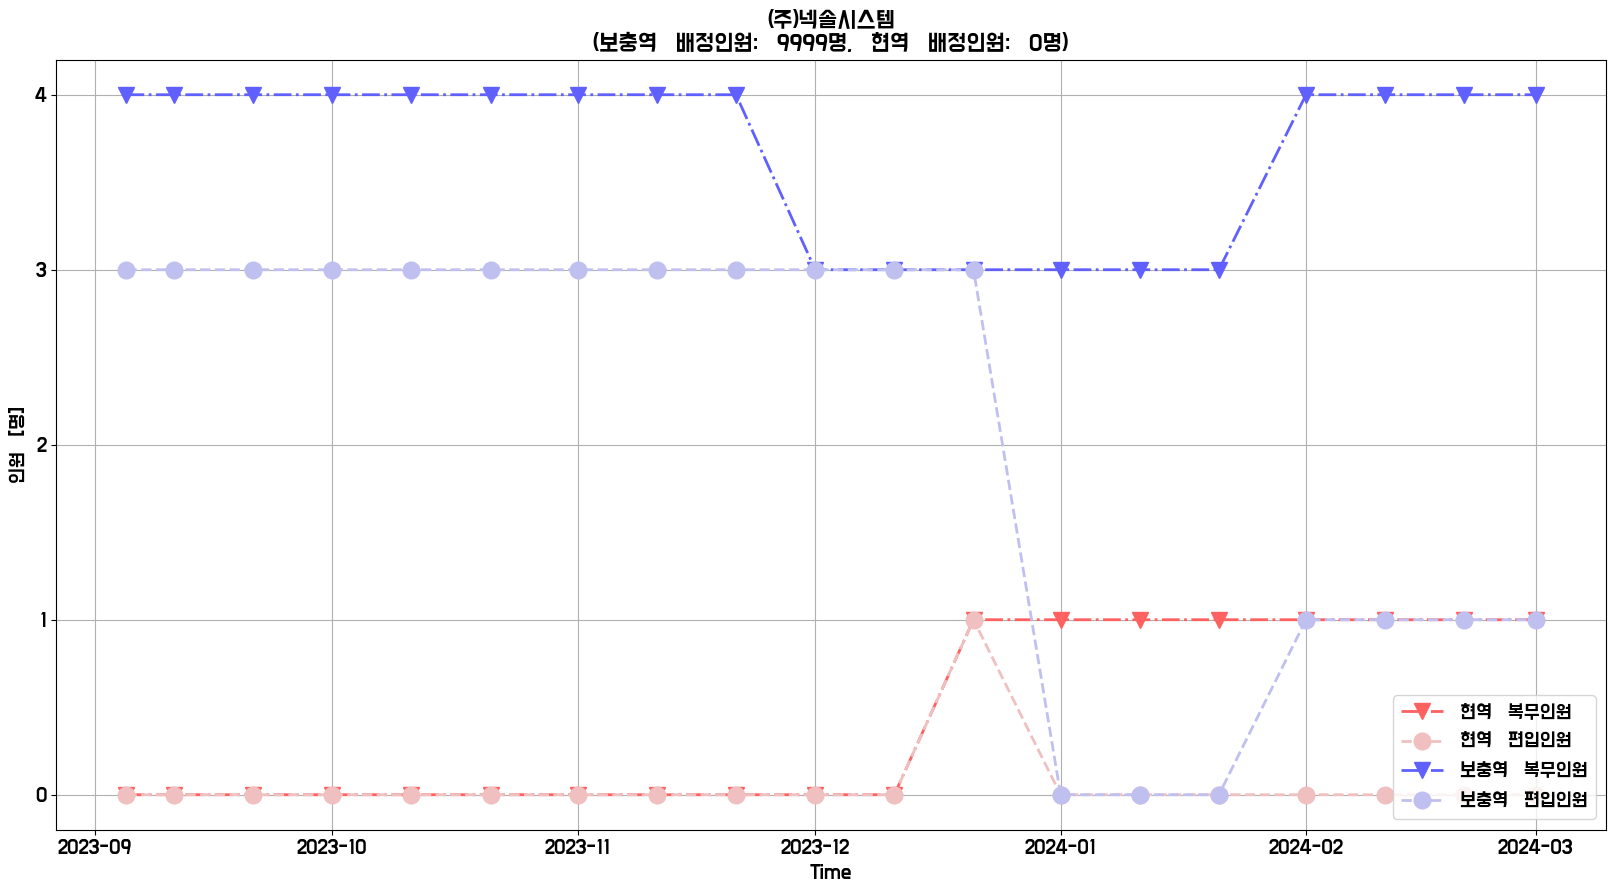 (주)넥솔시스템
(보충역 배정인원: 9999명, 현역 배정인원: 0명)
인원 [명]
4
3
2
1
0
2023-09
2023-10
2023-11
2023-12
2024-01
2024-02
2024-03
Time
현역 복무인원
현역 편입인원
보충역 복무인원
보충역 편입인원